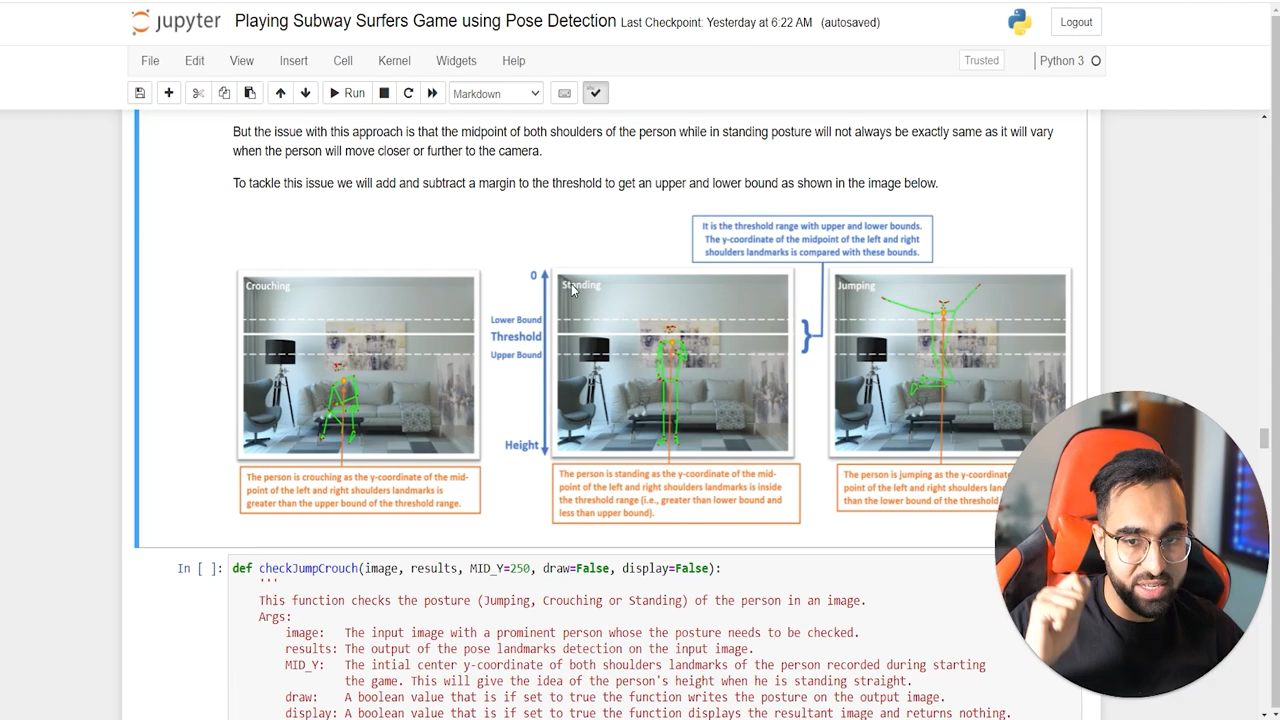 jupyter Playing Subway Surfers Game using Pose Detection Last Checkpoint: Yesterday at 6:22 AM (autosaved)
Logout
File Edit View Insert Cell Kernel Widgets Help
Trusted
Python 3
Run
Markdown
But the issue with this approach is that the midpoint of both shoulders of the person while in standing posture will not always be exactly same as it will vary
when the person will move closer or further to the camera.
To tackle this issue we will add and subtract a margin to the threshold to get an upper and lower bound as shown in the image below.
It is the threshold range with upper and lower bounds.
The y-coordinate of the midpoint of the left and right
shoulders landmarks is compared with these bounds.
Crouching
0
Standing
Jumping
Lower Bound
Threshold
Upper Bound
Height
The person is crouching as the y-coordinate of the mid-
point of the left and right shoulders landmarks is
greater than the upper bound of the threshold range.
The person is standing as the y-coordinate of the mid-
point of the left and right shoulders landmarks is inside
the threshold range (i.e., greater than lower bound and
less than upper bound).
The person is jumping as the y-coordinate
point of the left and right shoulders
than the lower bound of the threshold
In [ ]: def checkJumpCrouch(image, results, MID_Y=250, draw=False, display=False):
'''
This function checks the posture (Jumping, Crouching or Standing) of the person in an image.
Args:
image: The input image with a prominent person whose the posture needs to be checked.
results: The output of the pose landmarks detection on the input image.
MID_Y: The intial center y-coordinate of both shoulders landmarks of the person recorded during starting
the game. This will give the idea of the person's height when he is standing straight.
draw: A boolean value that is if set to true the function writes the posture on the output image.
display: A boolean value that is if set to true the function displays the resultant image and returns nothing.